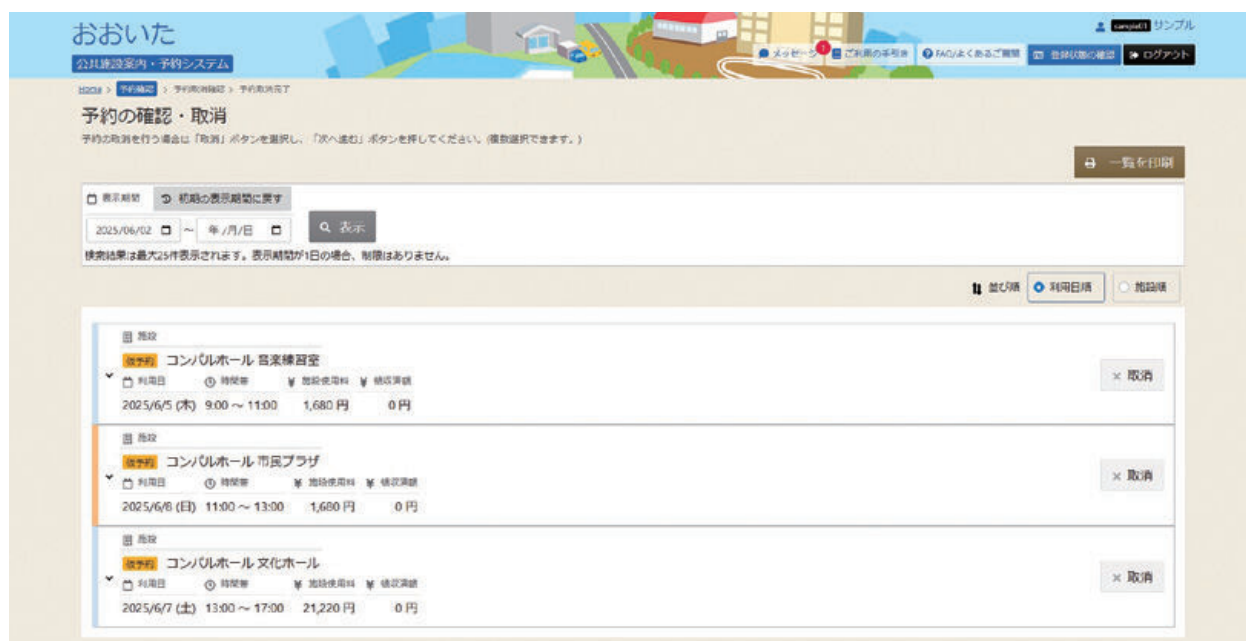 おおいた
公共施設案内・予約システム
sample01 サンプル
メッセージ 1 ご利用の手引き FAQ/よくあるご質問 登録状態の確認 ログアウト
Home > 予約確認 > 予約取消確認 > 予約取消完了
予約の確認・取消
予約の取消を行う場合は「取消」ボタンを選択し、「次へ進む」ボタンを押してください。(複数選択できます。)
一覧を印刷
表示期間 初期の表示期間に戻す
2025/06/02 ～ 年/月/日 表示
検索結果は最大25件表示されます。表示期間が1日の場合、制限はありません。
並び順 利用日順 施設順
施設
仮予約 コンパルホール 音楽練習室
利用日 時間帯 ¥ 施設使用料 ¥ 領収済額
2025/6/5 (木) 9:00 ～ 11:00 1,680 円 0 円
× 取消
施設
仮予約 コンパルホール 市民プラザ
利用日 時間帯 ¥ 施設使用料 ¥ 領収済額
2025/6/8 (日) 11:00 ～ 13:00 1,680 円 0 円
× 取消
施設
仮予約 コンパルホール 文化ホール
利用日 時間帯 ¥ 施設使用料 ¥ 領収済額
2025/6/7 (土) 13:00 ～ 17:00 21,220 円 0 円
× 取消